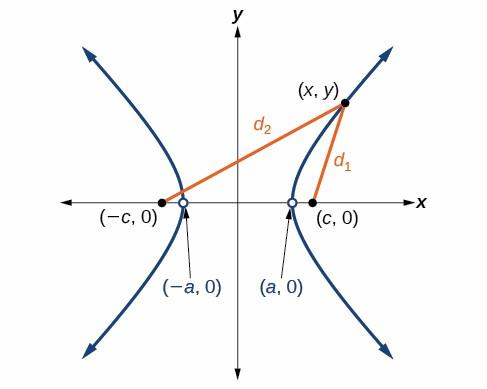 y
(x, y)
d₂
d₁
x
(−c, 0)
(c, 0)
(−a, 0)
(a, 0)